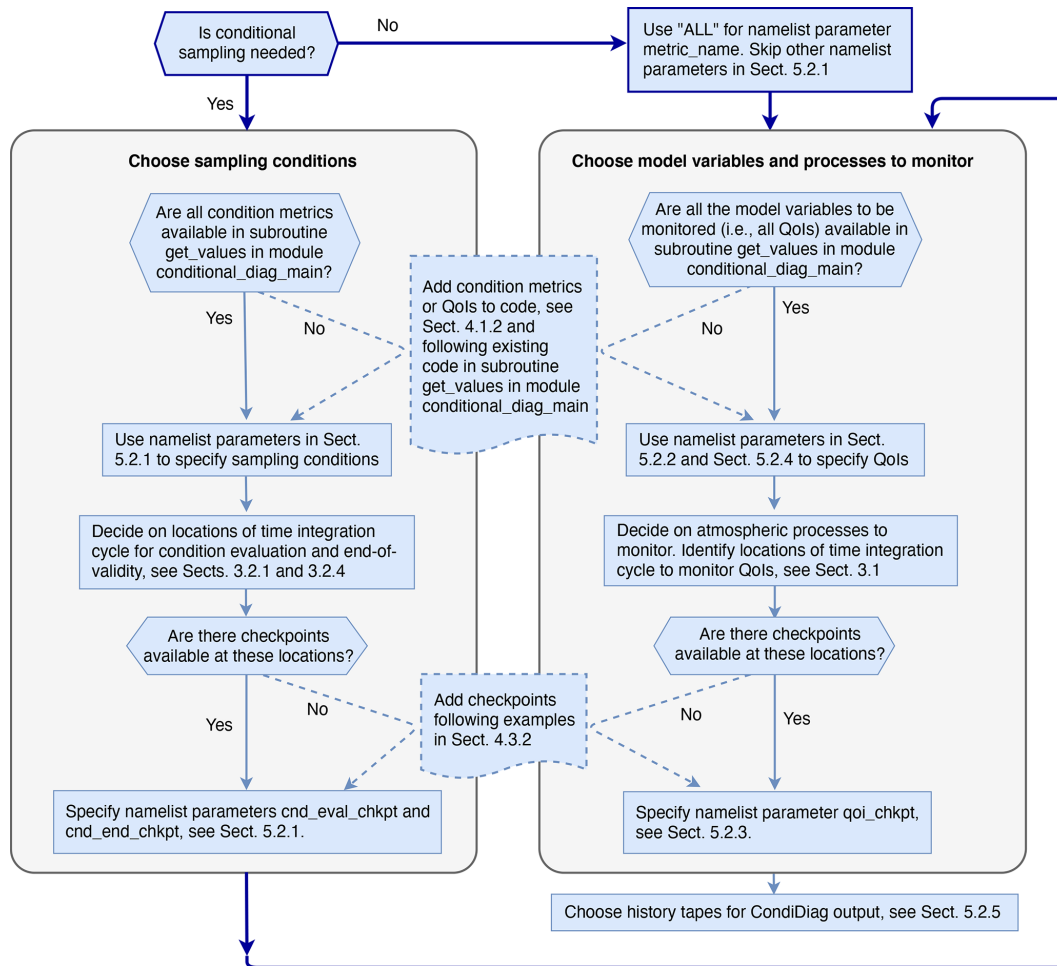 Is conditional
sampling needed?
No
Use "ALL" for namelist parameter
metric_name. Skip other namelist
parameters in Sect. 5.2.1
Yes
Choose sampling conditions
Are all condition metrics
available in subroutine
get_values in module
conditional_diag_main?
Yes
No
Use namelist parameters in Sect.
5.2.1 to specify sampling conditions
Decide on locations of time integration
cycle for condition evaluation and end-of-
validity, see Sects. 3.2.1 and 3.2.4
Are there checkpoints
available at these locations?
Yes
No
Specify namelist parameters cnd_eval_chkpt and
cnd_end_chkpt, see Sect. 5.2.1.
Add condition metrics
or QoIs to code, see
Sect. 4.1.2 and
following existing
code in subroutine
get_values in module
conditional_diag_main
Add checkpoints
following examples
in Sect. 4.3.2
Choose model variables and processes to monitor
Are all the model variables to be
monitored (i.e., all QoIs) available in
subroutine get_values in module
conditional_diag_main?
No
Yes
Use namelist parameters in Sect.
5.2.2 and Sect. 5.2.4 to specify QoIs
Decide on atmospheric processes to
monitor. Identify locations of time integration
cycle to monitor QoIs, see Sect. 3.1
Are there checkpoints
available at these locations?
No
Yes
Specify namelist parameter qoi_chkpt,
see Sect. 5.2.3.
Choose history tapes for CondiDiag output, see Sect. 5.2.5